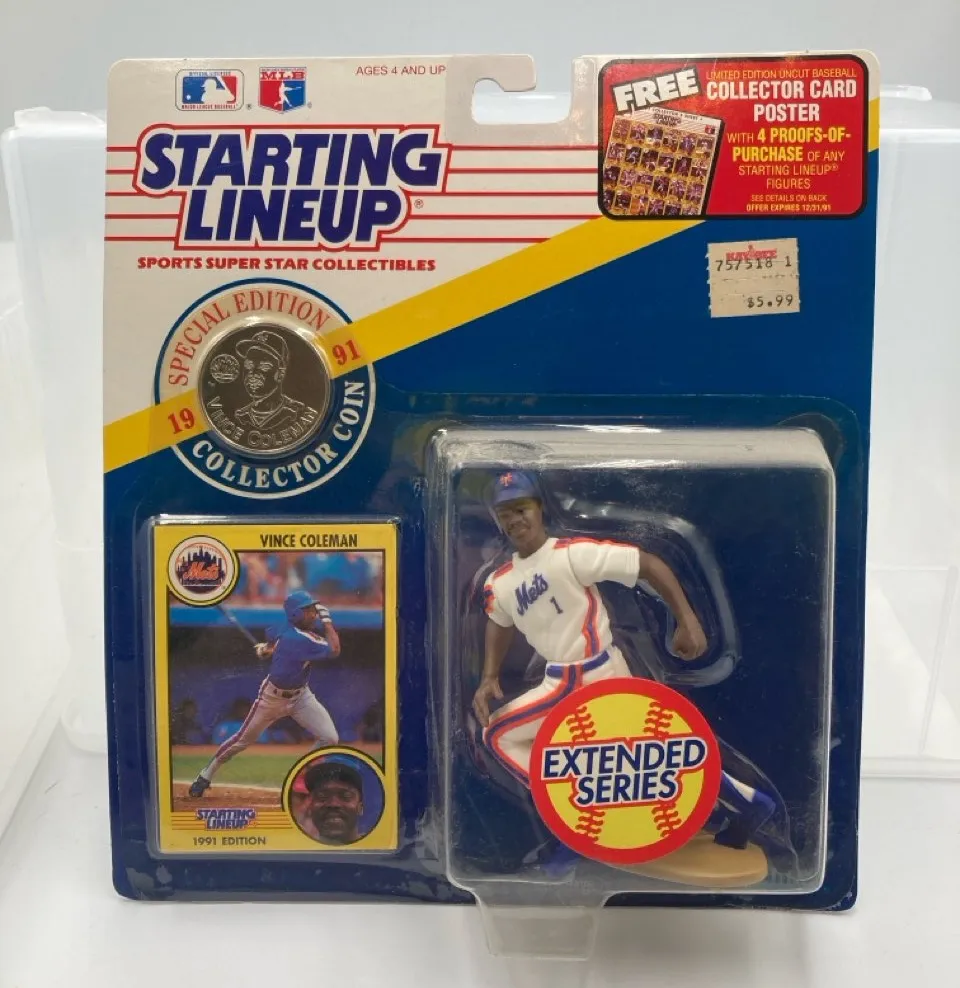 MLB
AGES 4 AND UP
STARTING
LINEUP®
SPORTS SUPER STAR COLLECTIBLES
FREE
LIMITED EDITION UNCUT BASEBALL
COLLECTOR CARD
POSTER
WITH 4 PROOFS-OF-
PURCHASE OF ANY
STARTING LINEUP®
FIGURES
SEE DETAILS ON BACK
OFFER EXPIRES 12/31/91
757518 1
$5.99
SPECIAL EDITION
19 91
COLLECTOR COIN
VINCE COLEMAN
VINCE COLEMAN
Mets
STARTING
LINEUP
1991 EDITION
Mets
1
EXTENDED
SERIES